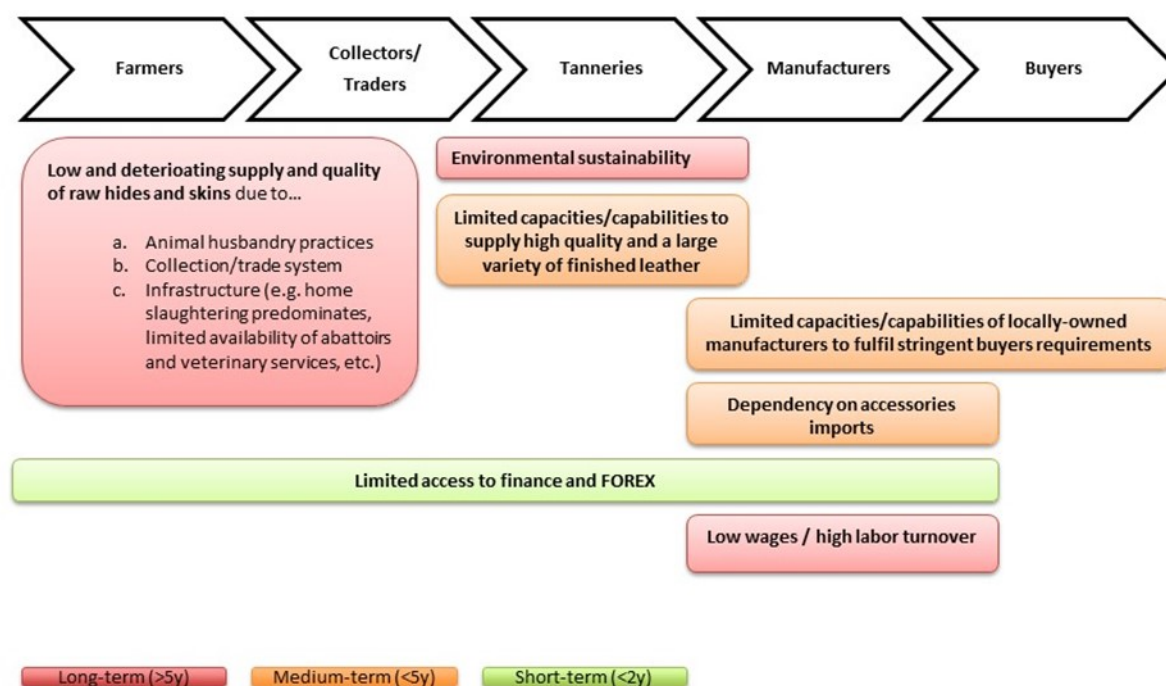 Farmers
Collectors/
Traders
Tanneries
Manufacturers
Buyers
Low and deterioating supply and quality
of raw hides and skins due to...
a. Animal husbandry practices
b. Collection/trade system
c. Infrastructure (e.g. home
slaughtering predominates,
limited availability of abattoirs
and veterinary services, etc.)
Environmental sustainability
Limited capacities/capabilities to
supply high quality and a large
variety of finished leather
Limited capacities/capabilities of locally-owned
manufacturers to fulfil stringent buyers requirements
Dependency on accessories
imports
Limited access to finance and FOREX
Low wages / high labor turnover
Long-term (>5y)
Medium-term (<5y)
Short-term (<2y)